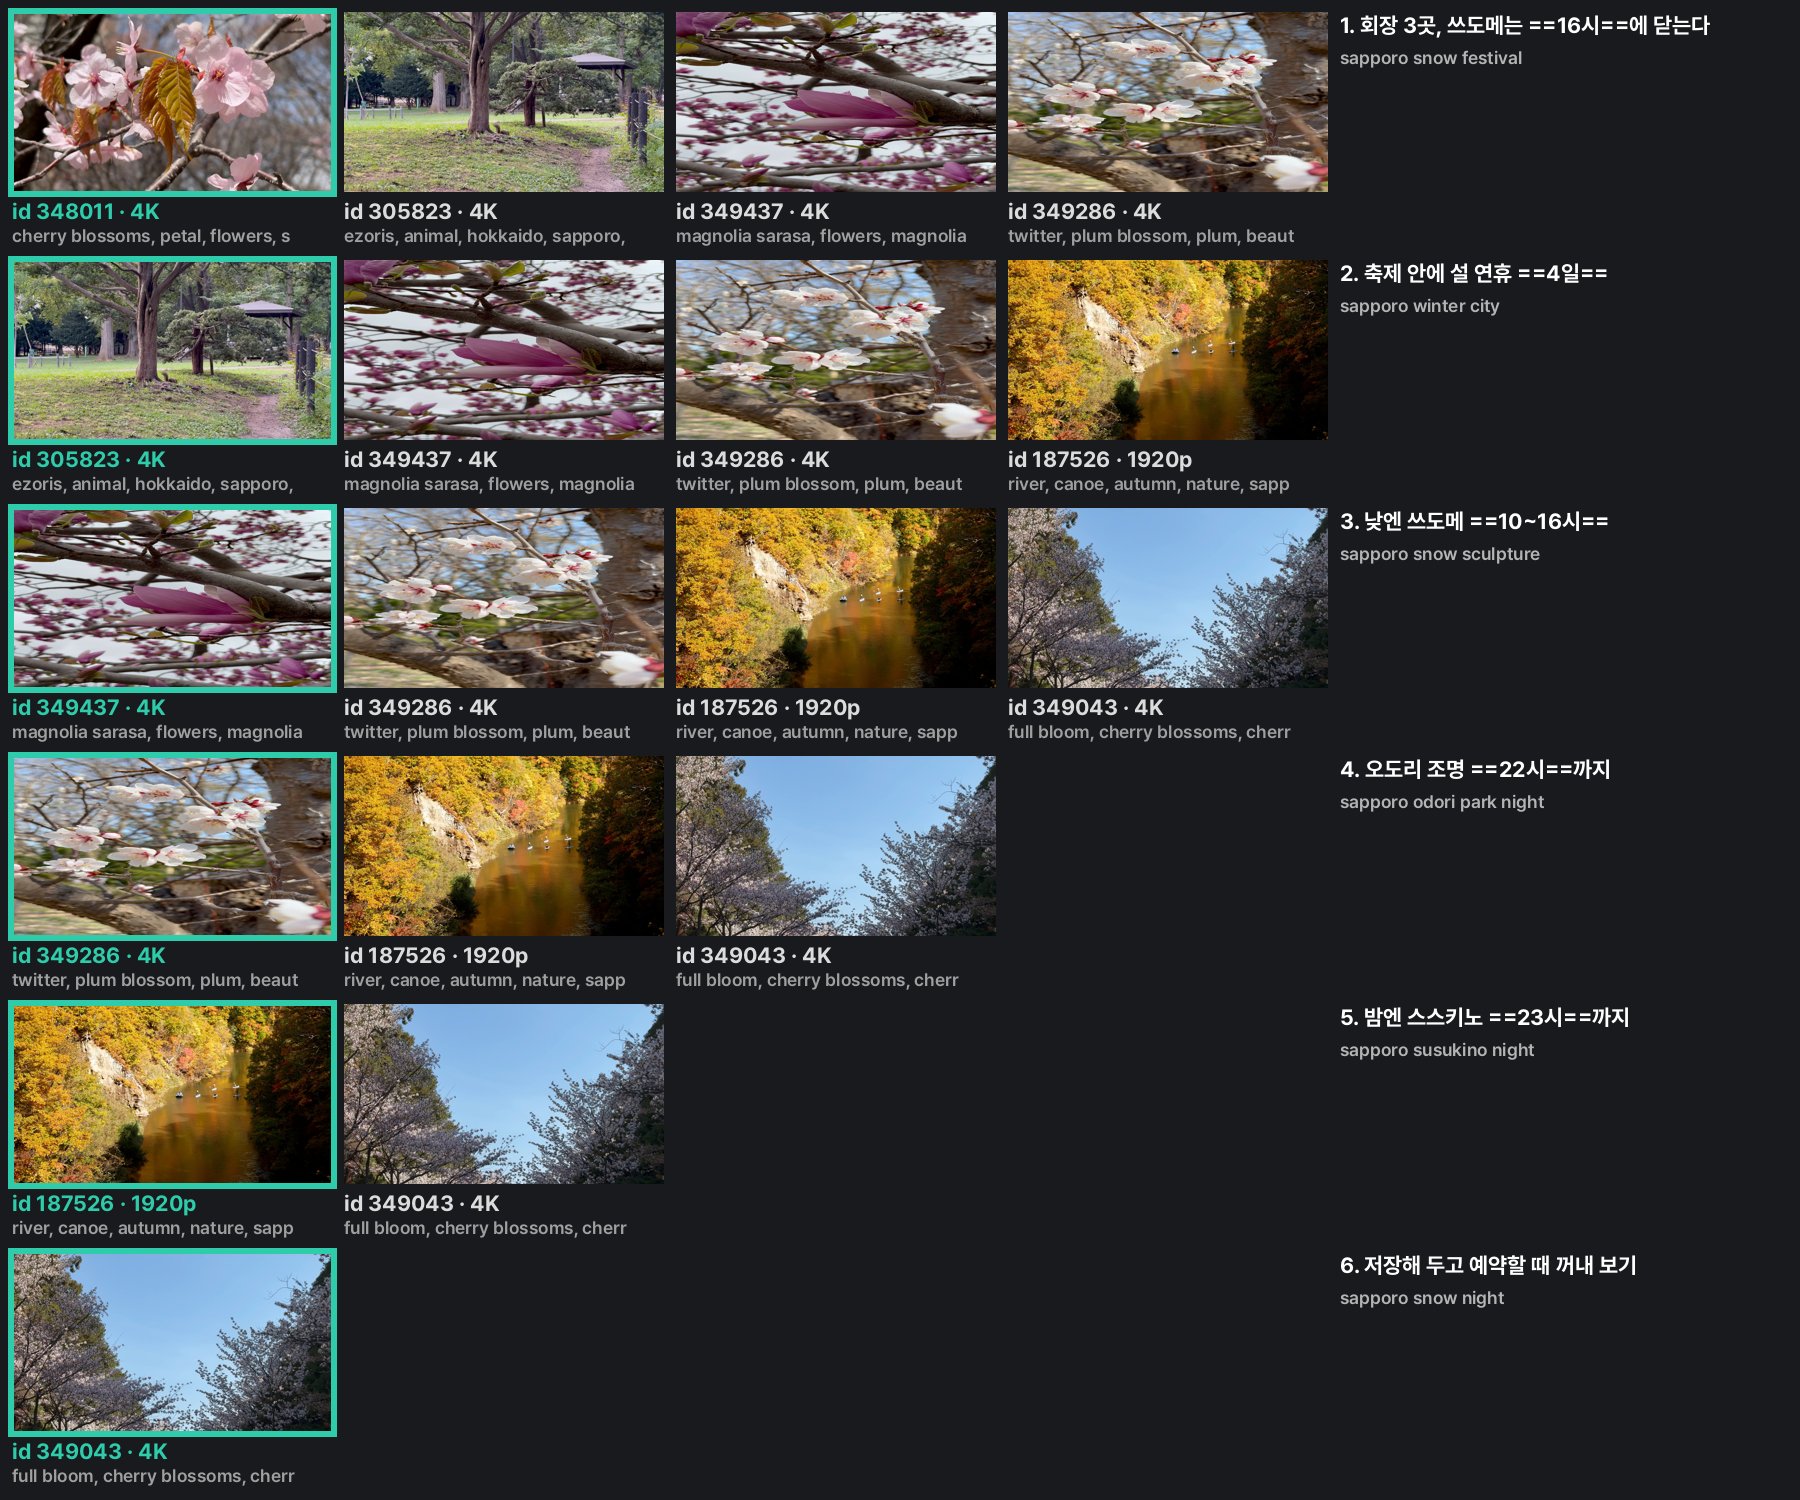 1. 회장 3곳, 쓰도메는 ==16시==에 닫는다
sapporo snow festival
id 348011 · 4K
cherry blossoms, petal, flowers, s
id 305823 · 4K
ezoris, animal, hokkaido, sapporo,
id 349437 · 4K
magnolia sarasa, flowers, magnolia
id 349286 · 4K
twitter, plum blossom, plum, beaut
2. 축제 안에 설 연휴 ==4일==
sapporo winter city
id 305823 · 4K
ezoris, animal, hokkaido, sapporo,
id 349437 · 4K
magnolia sarasa, flowers, magnolia
id 349286 · 4K
twitter, plum blossom, plum, beaut
id 187526 · 1920p
river, canoe, autumn, nature, sapp
3. 낮엔 쓰도메 ==10~16시==
sapporo snow sculpture
id 349437 · 4K
magnolia sarasa, flowers, magnolia
id 349286 · 4K
twitter, plum blossom, plum, beaut
id 187526 · 1920p
river, canoe, autumn, nature, sapp
id 349043 · 4K
full bloom, cherry blossoms, cherr
4. 오도리 조명 ==22시==까지
sapporo odori park night
id 349286 · 4K
twitter, plum blossom, plum, beaut
id 187526 · 1920p
river, canoe, autumn, nature, sapp
id 349043 · 4K
full bloom, cherry blossoms, cherr
5. 밤엔 스스키노 ==23시==까지
sapporo susukino night
id 187526 · 1920p
river, canoe, autumn, nature, sapp
id 349043 · 4K
full bloom, cherry blossoms, cherr
6. 저장해 두고 예약할 때 꺼내 보기
sapporo snow night
id 349043 · 4K
full bloom, cherry blossoms, cherr